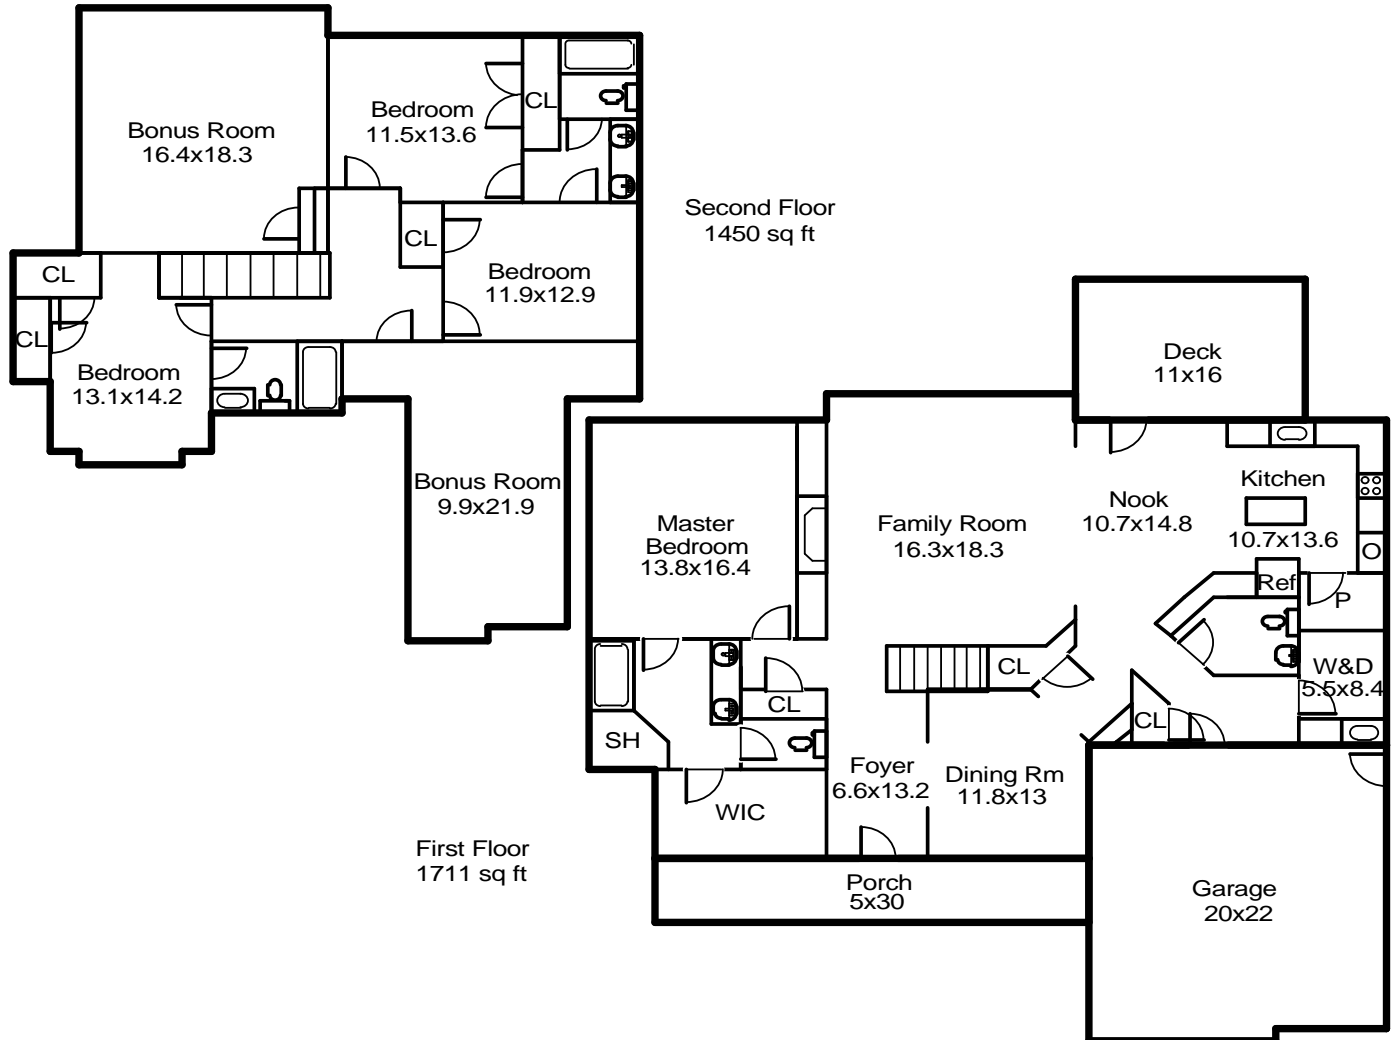 Bonus Room
16.4x18.3
Bedroom
11.5x13.6
CL
CL
Bedroom
11.9x12.9
CL
CL
Bedroom
13.1x14.2
Bonus Room
9.9x21.9
Second Floor
1450 sq ft
Deck
11x16
Master
Bedroom
13.8x16.4
Family Room
16.3x18.3
Nook
10.7x14.8
Kitchen
10.7x13.6
O
Ref
P
W&D
5.5x8.4
CL
CL
CL
SH
WIC
Foyer
6.6x13.2
Dining Rm
11.8x13
First Floor
1711 sq ft
Porch
5x30
Garage
20x22